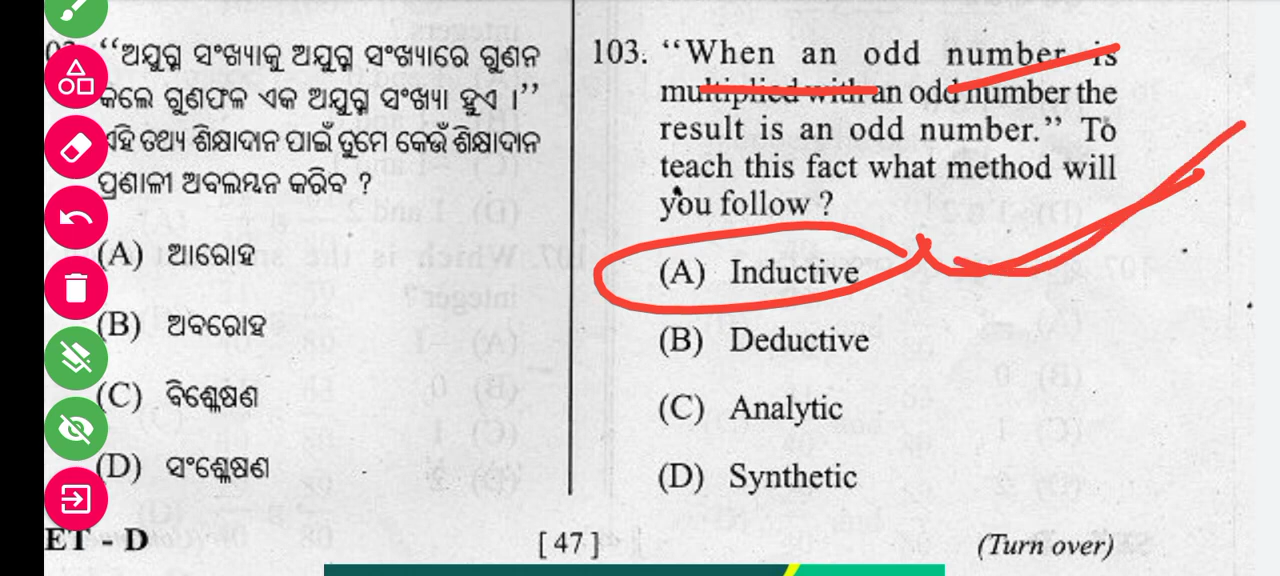 “ଅଯୁଗ୍ମ ସଂଖ୍ୟାକୁ ଅଯୁଗ୍ମ ସଂଖ୍ୟାରେ ଗୁଣନ
କଲେ ଗୁଣଫଳ ଏକ ଅଯୁଗ୍ମ ସଂଖ୍ୟା ହୁଏ ।”
ଏହି ତଥ୍ୟ ଶିକ୍ଷାଦାନ ପାଇଁ ତୁମେ କେଉଁ ଶିକ୍ଷାଦାନ
ପ୍ରଣାଳୀ ଅବଲମ୍ବନ କରିବ ?
(A) ଆରୋହ
(B) ଅବରୋହ
(C) ବିଶ୍ଳେଷଣ
(D) ସଂଶ୍ଳେଷଣ
103. “When an odd number is
multiplied with an odd number the
result is an odd number.” To
teach this fact what method will
you follow ?
(A) Inductive
(B) Deductive
(C) Analytic
(D) Synthetic
ET - D
[ 47 ]
(Turn over)